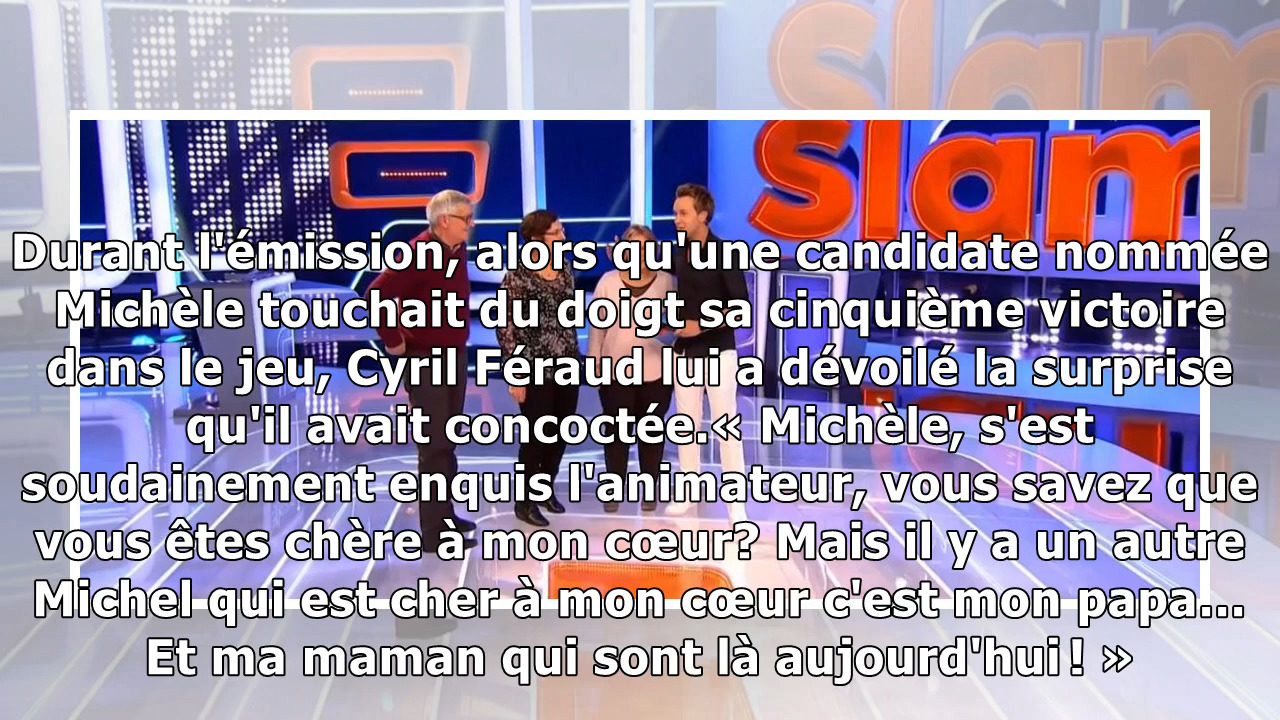 slam
slam
Durant l'émission, alors qu'une candidate nommée
Michèle touchait du doigt sa cinquième victoire
dans le jeu, Cyril Féraud lui a dévoilé la surprise
qu'il avait concoctée.« Michèle, s'est
soudainement enquis l'animateur, vous savez que
vous êtes chère à mon cœur? Mais il y a un autre
Michel qui est cher à mon cœur c'est mon papa...
Et ma maman qui sont là aujourd'hui ! »